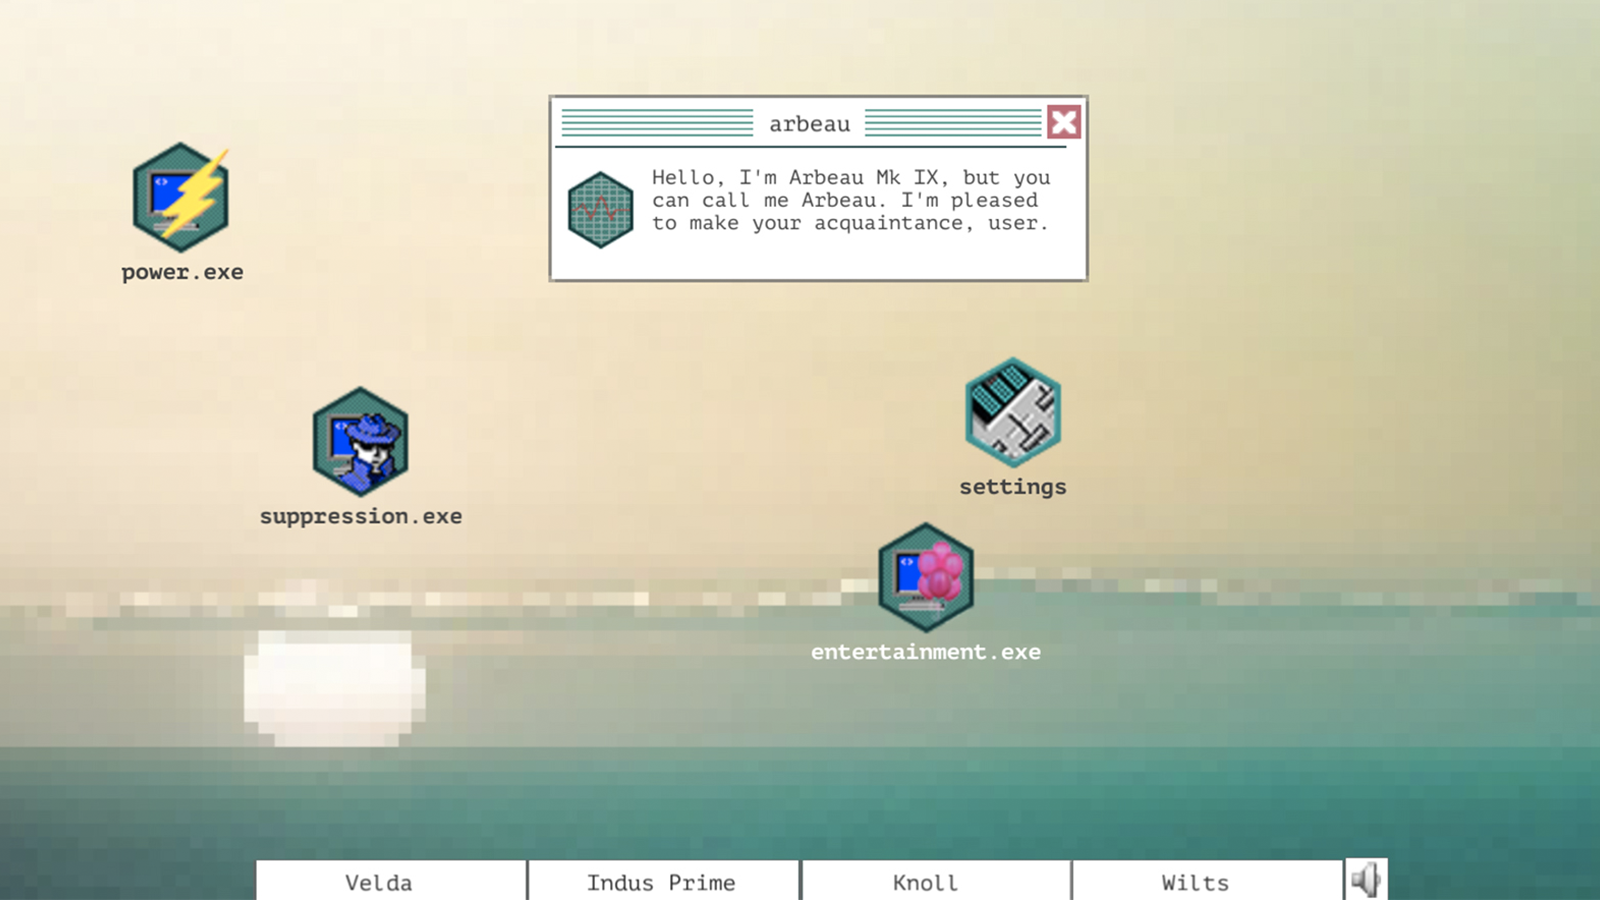 arbeau
Hello, I'm Arbeau Mk IX, but you
can call me Arbeau. I'm pleased
to make your acquaintance, user.
power.exe
settings
suppression.exe
entertainment.exe
Velda
Indus Prime
Knoll
Wilts